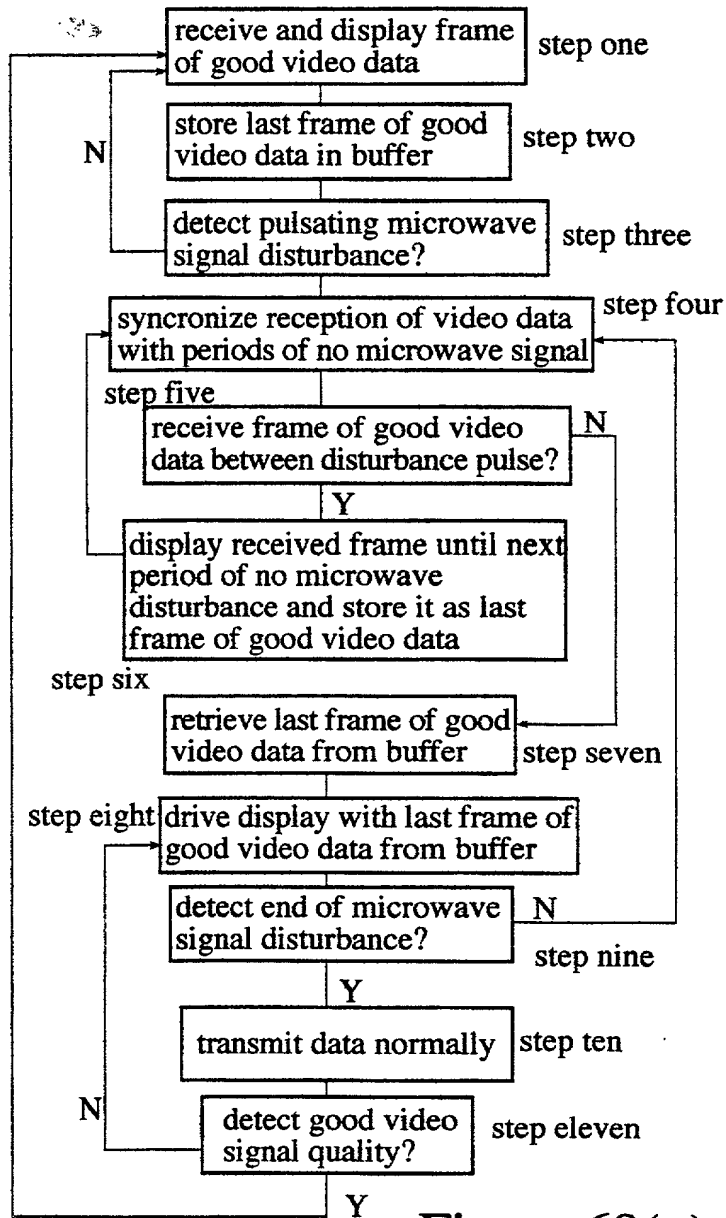 receive and display frame
of good video data
step one
store last frame of good
video data in buffer
step two
N
detect pulsating microwave
signal disturbance?
step three
step four
syncronize reception of video data
with periods of no microwave signal
step five
receive frame of good video
data between disturbance pulse?
N
Y
display received frame until next
period of no microwave
disturbance and store it as last
frame of good video data
step six
retrieve last frame of good
video data from buffer
step seven
step eight
drive display with last frame of
good video data from buffer
detect end of microwave
signal disturbance?
N
step nine
Y
transmit data normally
step ten
N
detect good video
signal quality?
step eleven
Y